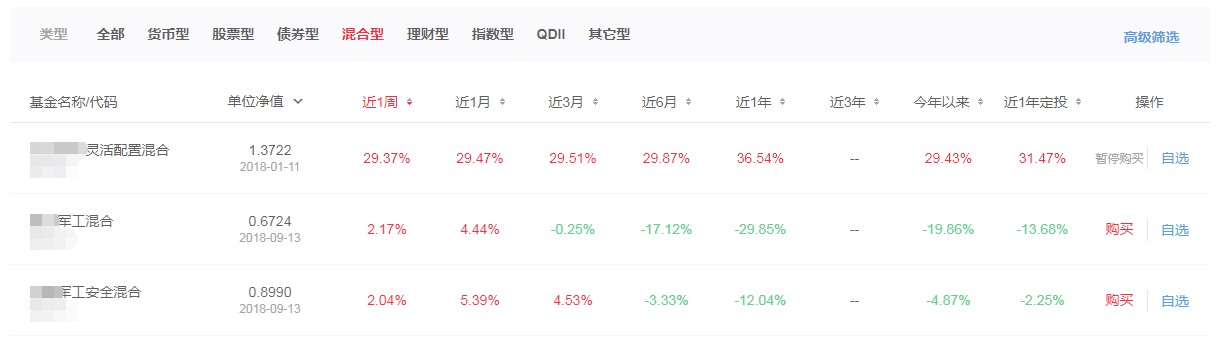 类型 全部 货币型 股票型 债券型 混合型 理财型 指数型 QDII 其它型 高级筛选
基金名称/代码 单位净值 近1周 近1月 近3月 近6月 近1年 近3年 今年以来 近1年定投 操作
灵活配置混合 1.3722 29.37% 29.47% 29.51% 29.87% 36.54% -- 29.43% 31.47% 暂停购买 自选
2018-01-11
军工混合 0.6724 2.17% 4.44% -0.25% -17.12% -29.85% -- -19.86% -13.68% 购买 自选
2018-09-13
军工安全混合 0.8990 2.04% 5.39% 4.53% -3.33% -12.04% -- -4.87% -2.25% 购买 自选
2018-09-13